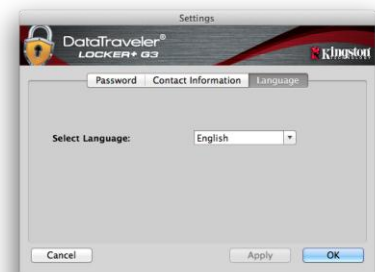 Settings
DataTraveler®
LOCKER+ G3
Kingston
Password Contact Information Language
Select Language: English
Cancel Apply OK